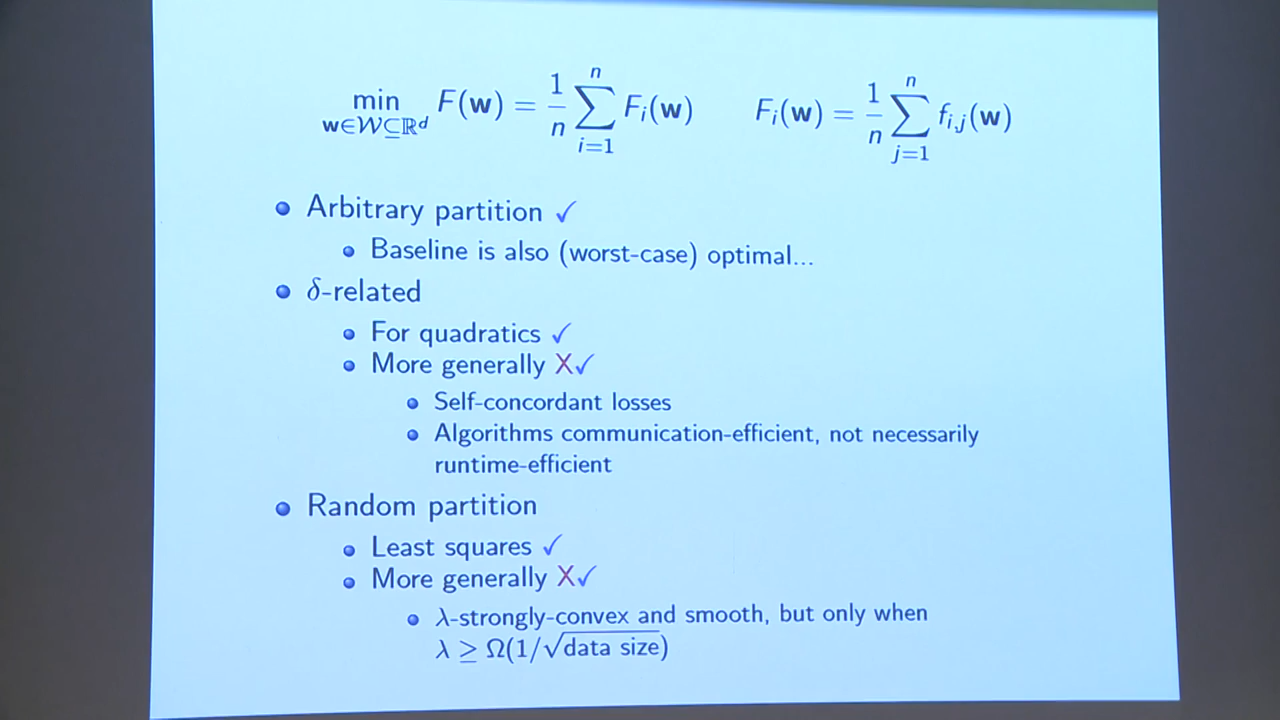 min_{w∈𝒲⊆ℝ^d} F(w) = 1/n ∑_{i=1}^{n} F_i(w)    F_i(w) = 1/n ∑_{j=1}^{n} f_{i,j}(w)
• Arbitrary partition ✓
• Baseline is also (worst-case) optimal...
• δ-related
• For quadratics ✓
• More generally X✓
• Self-concordant losses
• Algorithms communication-efficient, not necessarily
runtime-efficient
• Random partition
• Least squares ✓
• More generally X✓
• λ-strongly-convex and smooth, but only when
λ ≥ Ω(1/√data size)